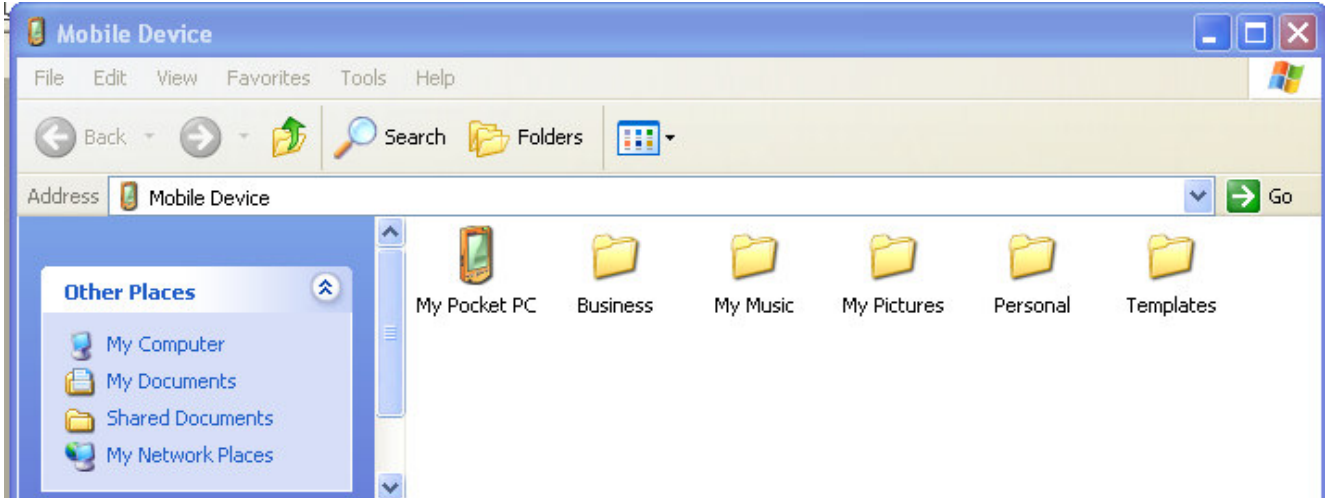 Mobile Device
File Edit View Favorites Tools Help
Back Search Folders
Address Mobile Device Go
Other Places
My Computer
My Documents
Shared Documents
My Network Places
My Pocket PC Business My Music My Pictures Personal Templates